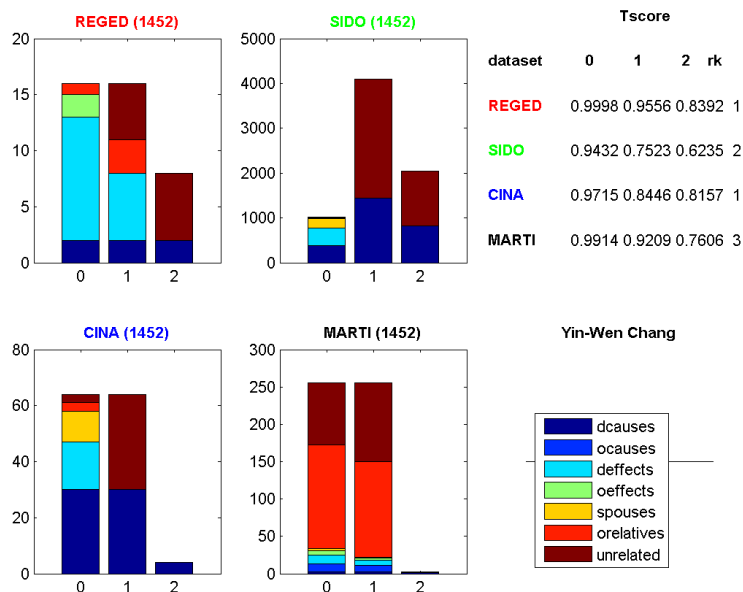 REGED (1452)
20
15
10
5
0
0 1 2
SIDO (1452)
5000
4000
3000
2000
1000
0
0 1 2
Tscore
dataset 0 1 2 rk
REGED 0.9998 0.9556 0.8392 1
SIDO 0.9432 0.7523 0.6235 2
CINA 0.9715 0.8446 0.8157 1
MARTI 0.9914 0.9209 0.7606 3
CINA (1452)
80
60
40
20
0
0 1 2
MARTI (1452)
300
250
200
150
100
50
0
0 1 2
Yin-Wen Chang
dcauses
ocauses
deffects
oeffects
spouses
orelatives
unrelated